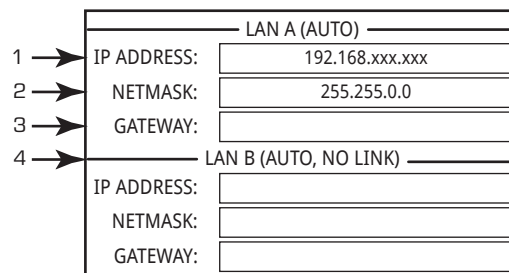 LAN A (AUTO)
1 IP ADDRESS: 192.168.xxx.xxx
2 NETMASK: 255.255.0.0
3 GATEWAY:
4 LAN B (AUTO, NO LINK)
IP ADDRESS:
NETMASK:
GATEWAY: